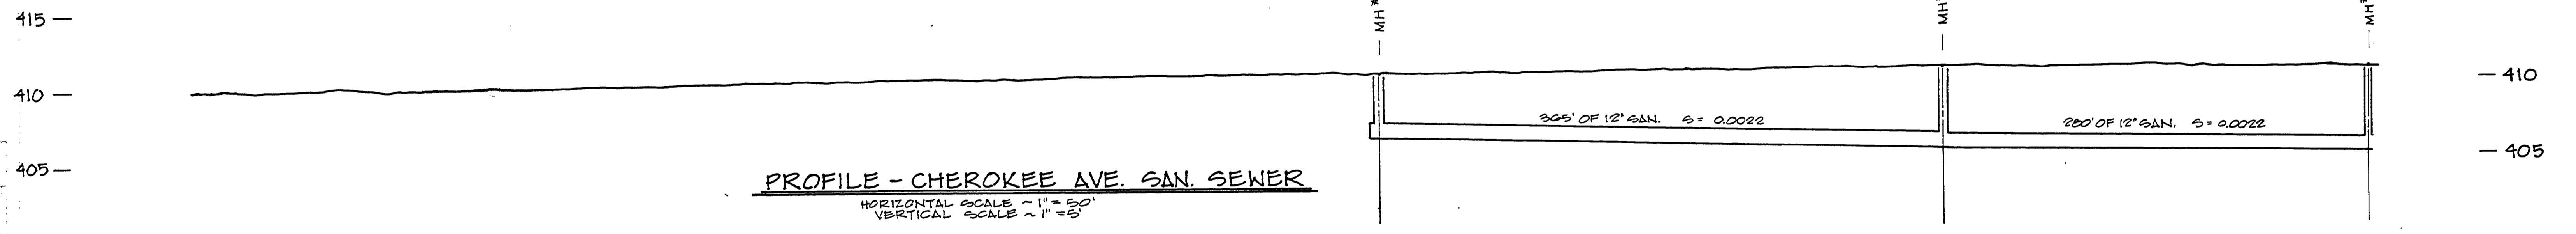 415 —
MH
MH
MH
410 —
— 410
365' OF 12" SAN. S = 0.0022
280' OF 12" SAN. S = 0.0022
405 —
— 405
PROFILE - CHEROKEE AVE. SAN. SEWER
HORIZONTAL SCALE ~ 1" = 50'
VERTICAL SCALE ~ 1" = 5'